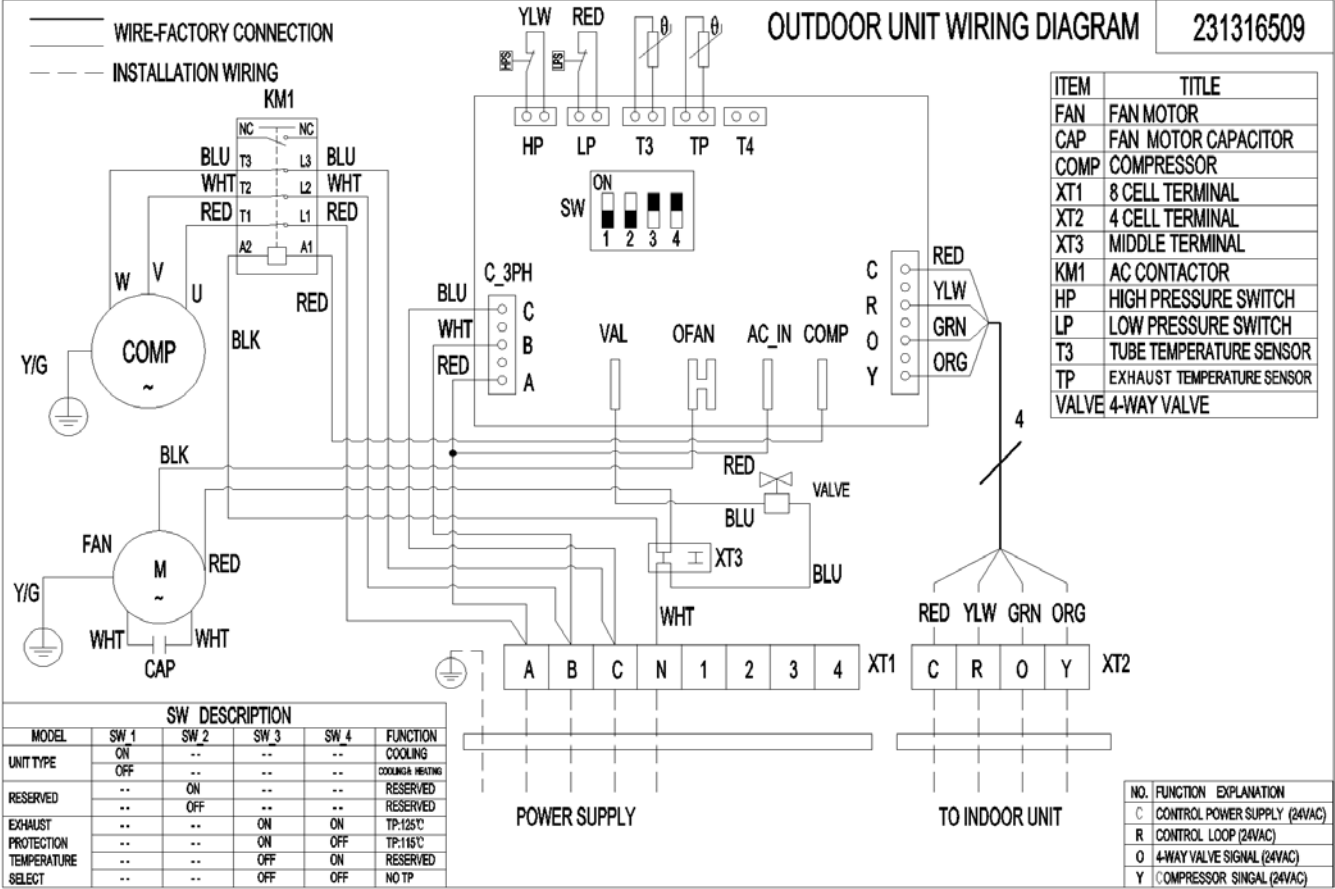 WIRE-FACTORY CONNECTION
INSTALLATION WIRING
YLW RED
OUTDOOR UNIT WIRING DIAGRAM
231316509
HPS
LPS
θ θ
HP LP T3 TP T4
KM1
NC NC
BLU T3 L3 BLU
WHT T2 L2 WHT
RED T1 L1 RED
A2 A1
RED
BLK
W V U
COMP
~
Y/G
ON
SW
1 2 3 4
C_3PH
BLU C
WHT B
RED A
VAL OFAN AC_IN COMP
C RED
R YLW
O GRN
Y ORG
4
ITEM TITLE
FAN FAN MOTOR
CAP FAN MOTOR CAPACITOR
COMP COMPRESSOR
XT1 8 CELL TERMINAL
XT2 4 CELL TERMINAL
XT3 MIDDLE TERMINAL
KM1 AC CONTACTOR
HP HIGH PRESSURE SWITCH
LP LOW PRESSURE SWITCH
T3 TUBE TEMPERATURE SENSOR
TP EXHAUST TEMPERATURE SENSOR
VALVE 4-WAY VALVE
BLK
RED
VALVE
BLU
XT3
BLU
FAN
M
~
RED
Y/G
WHT WHT
CAP
WHT
RED YLW GRN ORG
A B C N 1 2 3 4 XT1
C R O Y XT2
POWER SUPPLY
TO INDOOR UNIT
SW DESCRIPTION
MODEL SW_1 SW_2 SW_3 SW_4 FUNCTION
UNIT TYPE ON -- -- -- COOLING
OFF -- -- -- COOLING& HEATING
RESERVED -- ON -- -- RESERVED
-- OFF -- -- RESERVED
EXHAUST -- -- ON ON TP:125℃
PROTECTION -- -- ON OFF TP:115℃
TEMPERATURE -- -- OFF ON RESERVED
SELECT -- -- OFF OFF NO TP
NO. FUNCTION EXPLANATION
C CONTROL POWER SUPPLY (24VAC)
R CONTROL LOOP (24VAC)
O 4-WAY VALVE SIGNAL (24VAC)
Y COMPRESSOR SINGAL (24VAC)